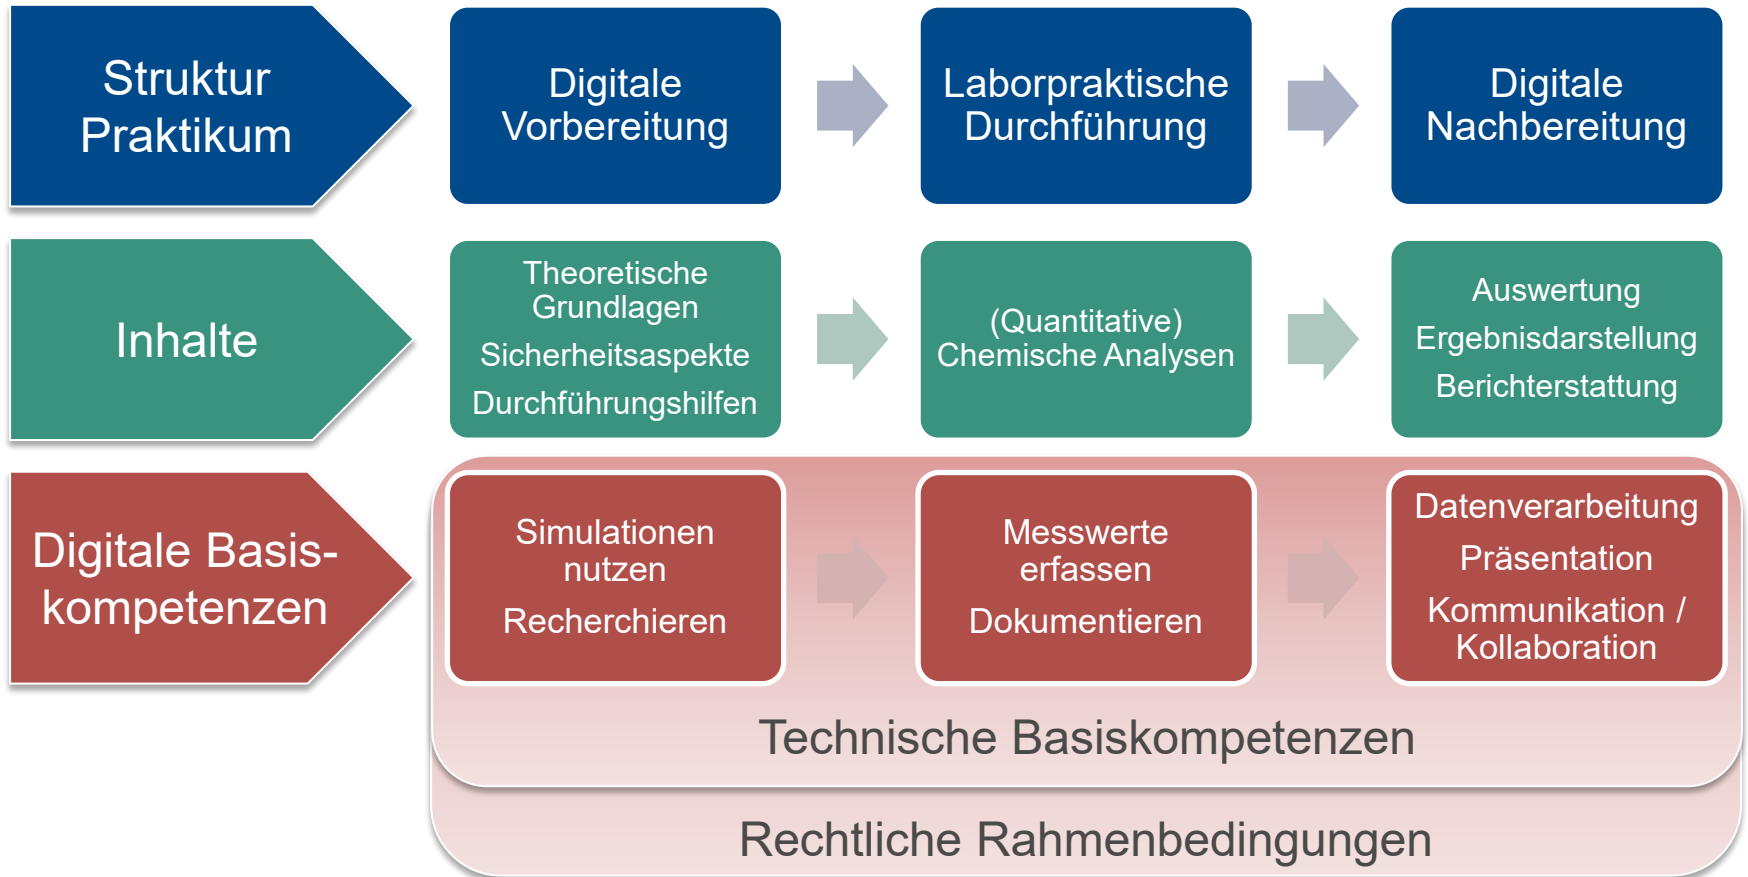 Struktur
Praktikum
Digitale
Vorbereitung
Laborpraktische
Durchführung
Digitale
Nachbereitung
Inhalte
Theoretische
Grundlagen
Sicherheitsaspekte
Durchführungshilfen
(Quantitative)
Chemische Analysen
Auswertung
Ergebnisdarstellung
Berichterstattung
Digitale Basis-
kompetenzen
Simulationen
nutzen
Recherchieren
Messwerte
erfassen
Dokumentieren
Datenverarbeitung
Präsentation
Kommunikation /
Kollaboration
Technische Basiskompetenzen
Rechtliche Rahmenbedingungen